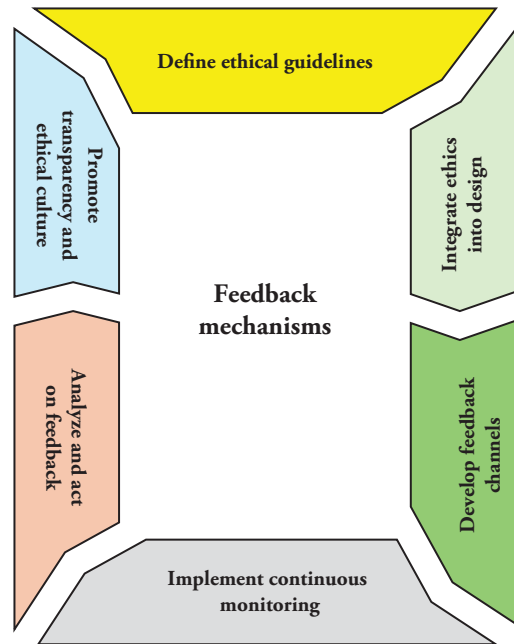 Define ethical guidelines
Integrate ethics
into design
Develop feedback
channels
Implement continuous
monitoring
Analyze and act
on feedback
Promote
transparency and
ethical culture
Feedback
mechanisms